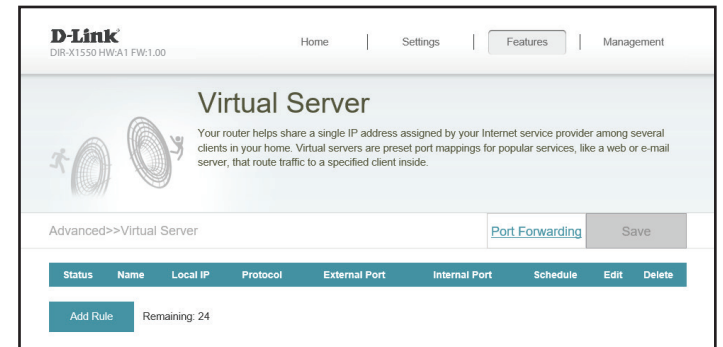 D-Link
DIR-X1550 HW:A1 FW:1.00
Home | Settings | Features | Management
Virtual Server
Your router helps share a single IP address assigned by your Internet service provider among several
clients in your home. Virtual servers are preset port mappings for popular services, like a web or e-mail
server, that route traffic to a specified client inside.
Advanced>>Virtual Server Port Forwarding Save
Status Name Local IP Protocol External Port Internal Port Schedule Edit Delete
Add Rule Remaining: 24